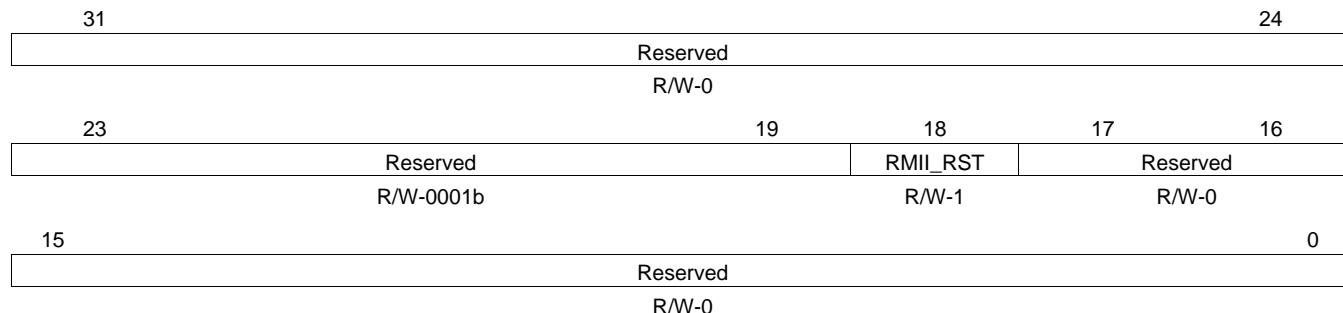 31 24
Reserved
R/W-0
23 19 18 17 16
Reserved RMII_RST Reserved
R/W-0001b R/W-1 R/W-0
15 0
Reserved
R/W-0